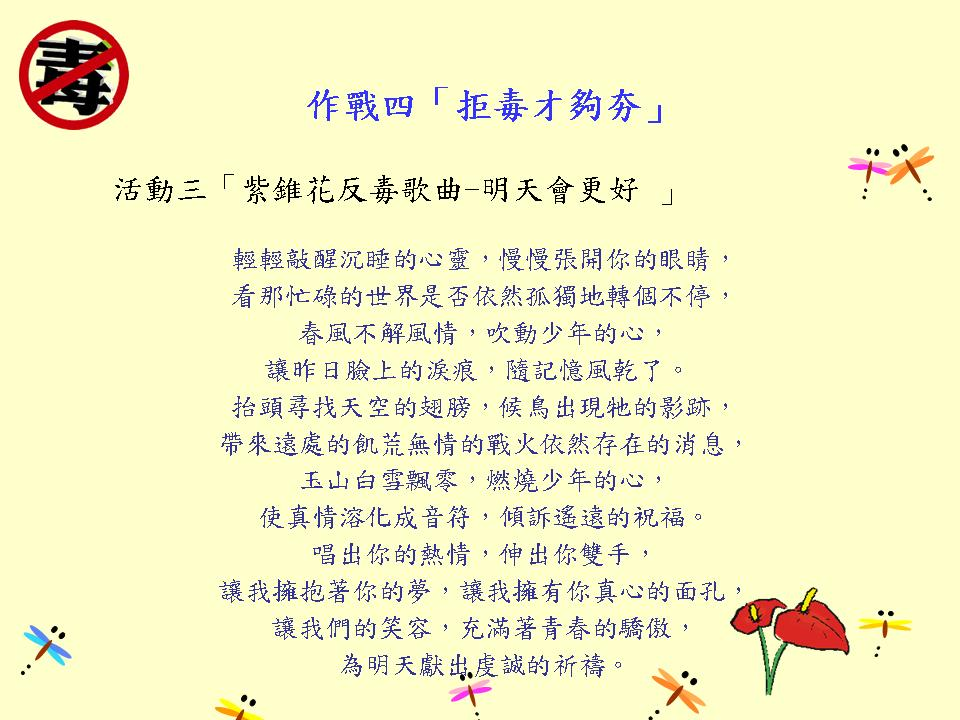 毒
作戰四「拒毒才夠夯」
活動三「紫錐花反毒歌曲-明天會更好 」
輕輕敲醒沉睡的心靈，慢慢張開你的眼睛，
看那忙碌的世界是否依然孤獨地轉個不停，
春風不解風情，吹動少年的心，
讓昨日臉上的淚痕，隨記憶風乾了。
抬頭尋找天空的翅膀，候鳥出現牠的影跡，
帶來遠處的飢荒無情的戰火依然存在的消息，
玉山白雪飄零，燃燒少年的心，
使真情溶化成音符，傾訴遙遠的祝福。
唱出你的熱情，伸出你雙手，
讓我擁抱著你的夢，讓我擁有你真心的面孔，
讓我們的笑容，充滿著青春的驕傲，
為明天獻出虔誠的祈禱。